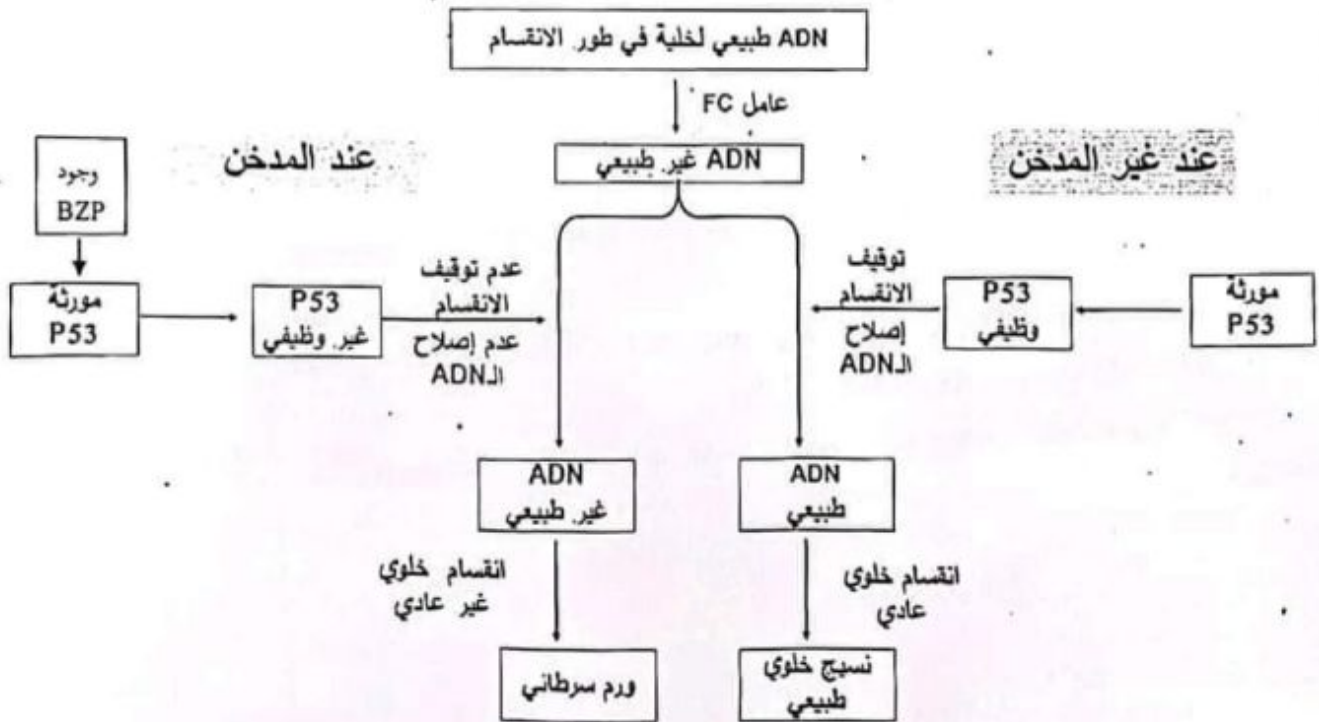 ADN طبيعي لخلية في طور الانقسام
عامل FC
ADN غير طبيعي
عند غير المدخن
عند المدخن
وجود
BZP
مورثة
P53
P53
وظيفي
توقيف
الانقسام
إصلاح
الـADN
عدم توقيف
الانقسام
عدم إصلاح
الـADN
P53
غير وظيفي
مورثة
P53
ADN
طبيعي
ADN
غير طبيعي
انقسام خلوي
عادي
انقسام خلوي
غير عادي
نسيج خلوي
طبيعي
ورم سرطاني